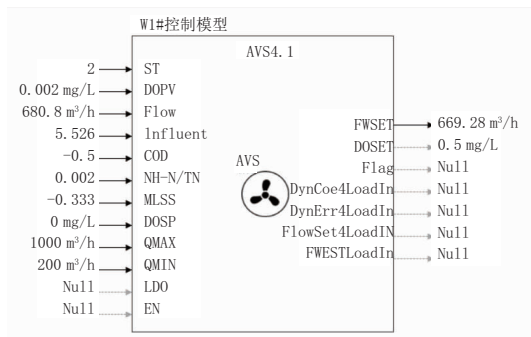 W1#控制模型
AVS4.1
2 ST
0.002 mg/L DOPV
680.8 m³/h Flow
5.526 lnfluent
-0.5 COD
0.002 NH-N/TN
-0.333 MLSS
0 mg/L DOSP
1000 m³/h QMAX
200 m³/h QMIN
Null LDO
Null EN
AVS
FWSET 669.28 m³/h
DOSET 0.5 mg/L
Flag Null
DynCoe4LoadIn Null
DynErr4LoadIn Null
FlowSet4LoadIN Null
FWESTLoadIn Null